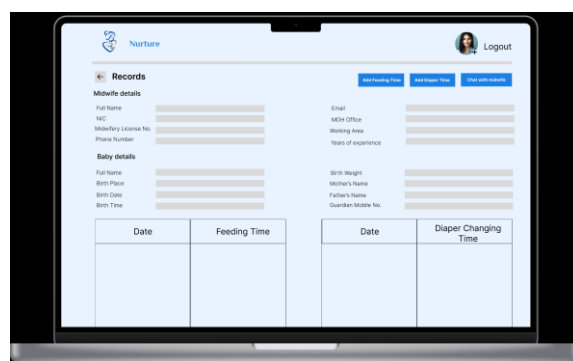 Nurture
Logout
Records
Add Feeding Time Add Diaper Time Chat with midwife
Midwife details
Full Name
NIC
Midwifery License No.
Phone Number
Email
MOH Office
Working Area
Years of experience
Baby details
Full Name
Birth Place
Birth Date
Birth Time
Birth Weight
Mother's Name
Father's Name
Guardian Mobile No.
Date Feeding Time
Date Diaper Changing
Time